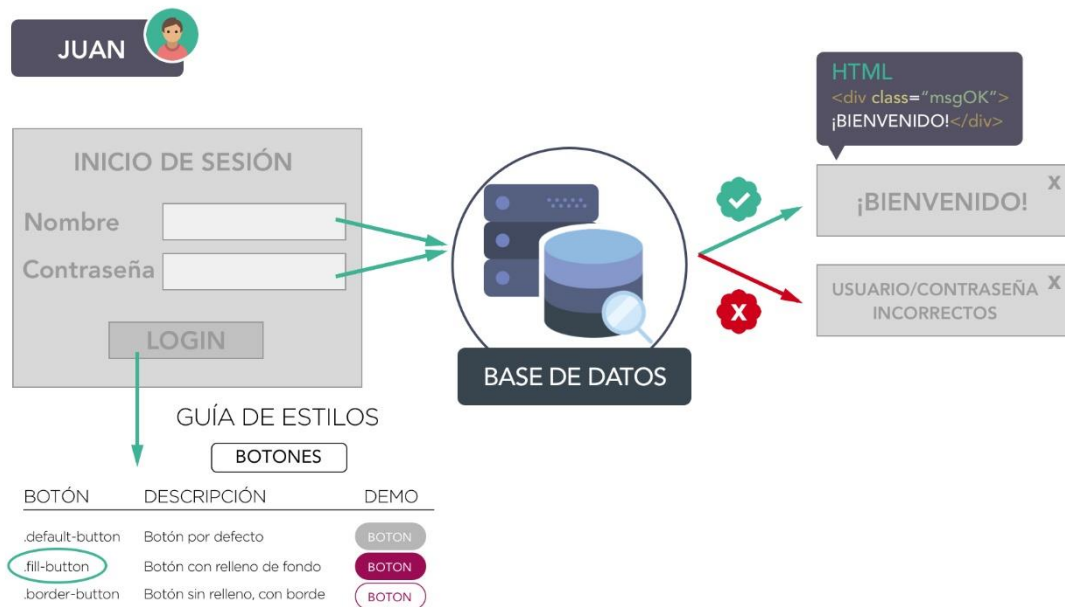 JUAN
INICIO DE SESIÓN
Nombre
Contraseña
LOGIN
BASE DE DATOS
X
HTML
<div class=“msgOK”>
¡BIENVENIDO!</div>
¡BIENVENIDO!
X
USUARIO/CONTRASEÑA
INCORRECTOS
X
GUÍA DE ESTILOS
BOTONES
BOTÓN DESCRIPCIÓN DEMO
.default-button Botón por defecto BOTON
.fill-button Botón con relleno de fondo BOTON
.border-button Botón sin relleno, con borde BOTON